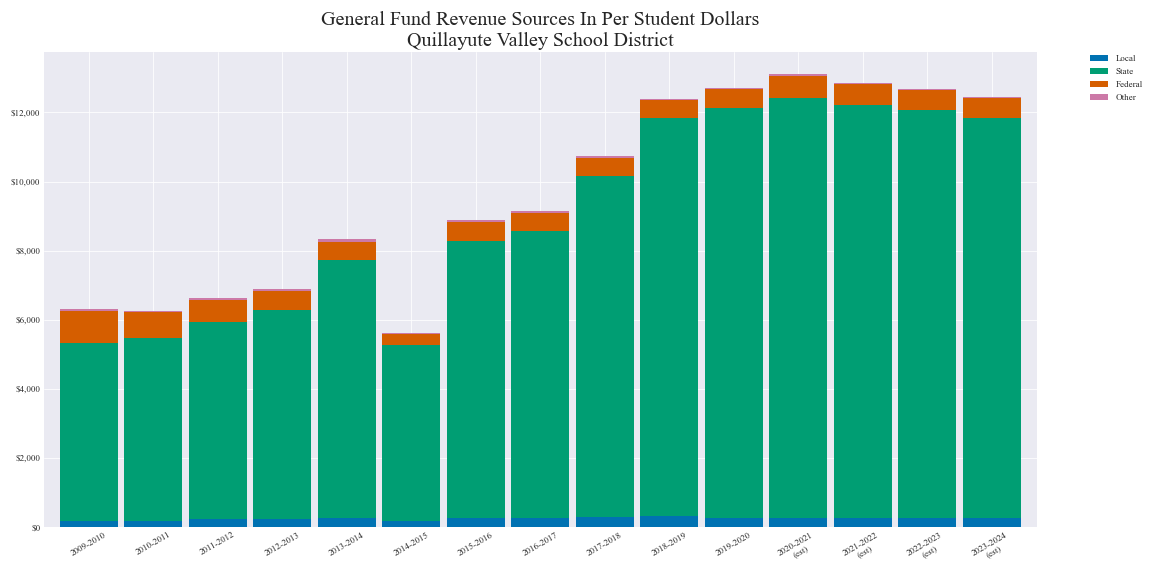 General Fund Revenue Sources In Per Student Dollars
Quillayute Valley School District
Local
State
Federal
Other
$12,000
$10,000
$8,000
$6,000
$4,000
$2,000
$0
2009-2010
2010-2011
2011-2012
2012-2013
2013-2014
2014-2015
2015-2016
2016-2017
2017-2018
2018-2019
2019-2020
2020-2021
(est)
2021-2022
(est)
2022-2023
(est)
2023-2024
(est)